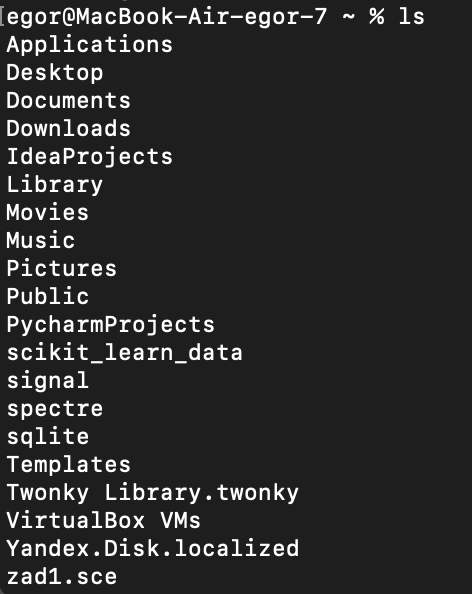 egor@MacBook-Air-egor-7 ~ % ls
Applications
Desktop
Documents
Downloads
IdeaProjects
Library
Movies
Music
Pictures
Public
PycharmProjects
scikit_learn_data
signal
spectre
sqlite
Templates
Twonky Library.twonky
VirtualBox VMs
Yandex.Disk.localized
zad1.sce